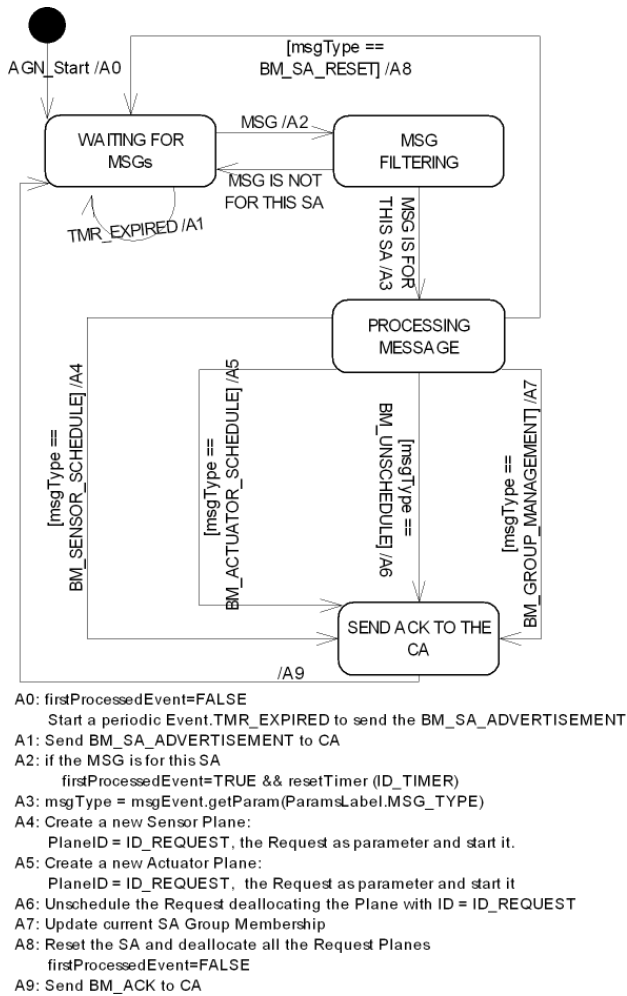 [msgType ==
BM_SA_RESET] /A8
AGN_Start /A0
WAITING FOR
MSGs
MSG /A2
MSG
FILTERING
MSG IS NOT
FOR THIS SA
TMR_EXPIRED /A1
MSG IS FOR
THIS SA /A3
PROCESSING
MESSAGE
[msgType ==
BM_SENSOR_SCHEDULE] /A4
[msgType ==
BM_ACTUATOR_SCHEDULE] /A5
[msgType ==
BM_UNSCHEDULE] /A6
[msgType ==
BM_GROUP_MANAGEMENT] /A7
SEND ACK TO THE
CA
/A9
A0: firstProcessedEvent=FALSE
Start a periodic Event.TMR_EXPIRED to send the BM_SA_ADVERTISEMENT
A1: Send BM_SA_ADVERTISEMENT to CA
A2: if the MSG is for this SA
firstProcessedEvent=TRUE && resetTimer (ID_TIMER)
A3: msgType = msgEvent.getParam(ParamsLabel.MSG_TYPE)
A4: Create a new Sensor Plane:
PlaneID = ID_REQUEST, the Request as parameter and start it.
A5: Create a new Actuator Plane:
PlaneID = ID_REQUEST, the Request as parameter and start it
A6: Unschedule the Request deallocating the Plane with ID = ID_REQUEST
A7: Update current SA Group Membership
A8: Reset the SA and deallocate all the Request Planes
firstProcessedEvent=FALSE
A9: Send BM_ACK to CA